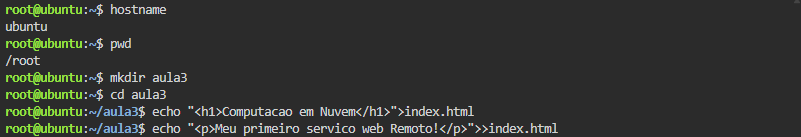 root@ubuntu:~$ hostname
ubuntu
root@ubuntu:~$ pwd
/root
root@ubuntu:~$ mkdir aula3
root@ubuntu:~$ cd aula3
root@ubuntu:~/aula3$ echo "<h1>Computacao em Nuvem</h1>">index.html
root@ubuntu:~/aula3$ echo "<p>Meu primeiro servico web Remoto!</p>">>index.html